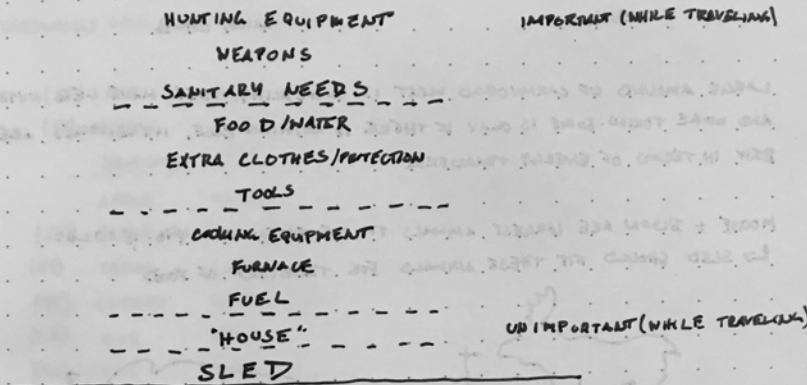 HUNTING EQUIPMENT IMPORTANT (WHILE TRAVELING)
WEAPONS
SANITARY NEEDS
FOOD/WATER
EXTRA CLOTHES/PROTECTION
TOOLS
COOKING EQUIPMENT
FURNACE
FUEL
"HOUSE" UNIMPORTANT (WHILE TRAVELING)
SLED